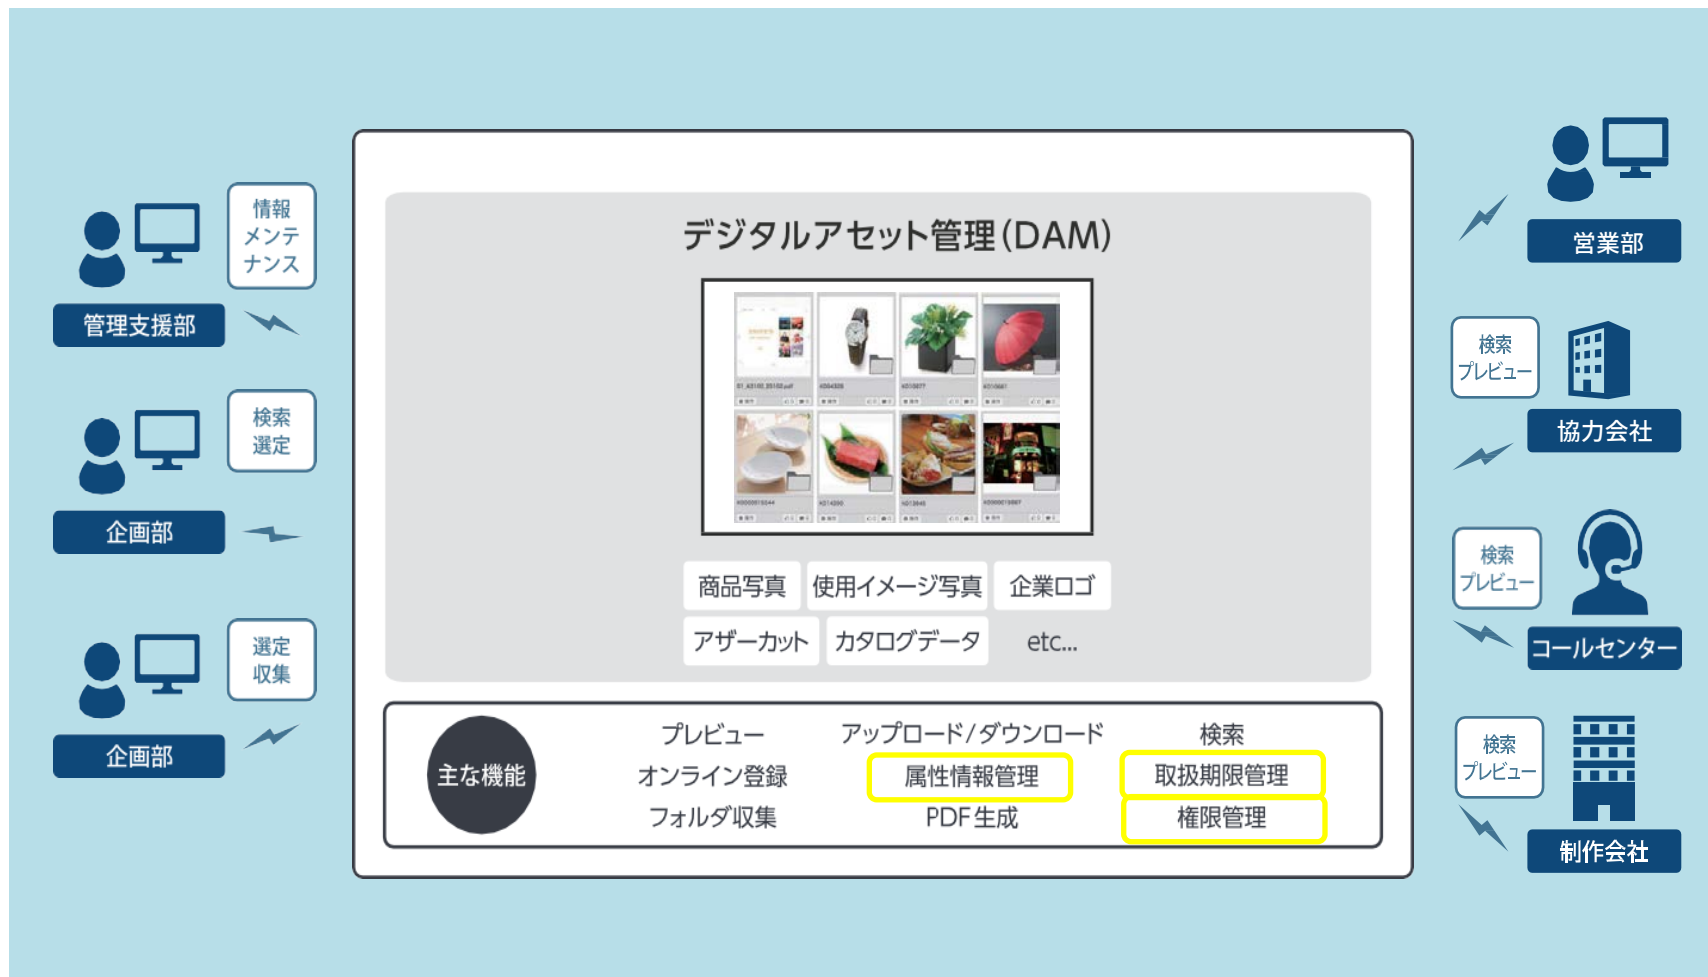 デジタルアセット管理(DAM)
情報
メンテ
ナンス
管理支援部
検索
選定
企画部
選定
収集
企画部
商品写真
使用イメージ写真
企業ロゴ
アザーカット
カタログデータ
etc...
主な機能
プレビュー
アップロード/ダウンロード
検索
オンライン登録
属性情報管理
取扱期限管理
フォルダ収集
PDF生成
権限管理
営業部
検索
プレビュー
協力会社
検索
プレビュー
コールセンター
検索
プレビュー
制作会社